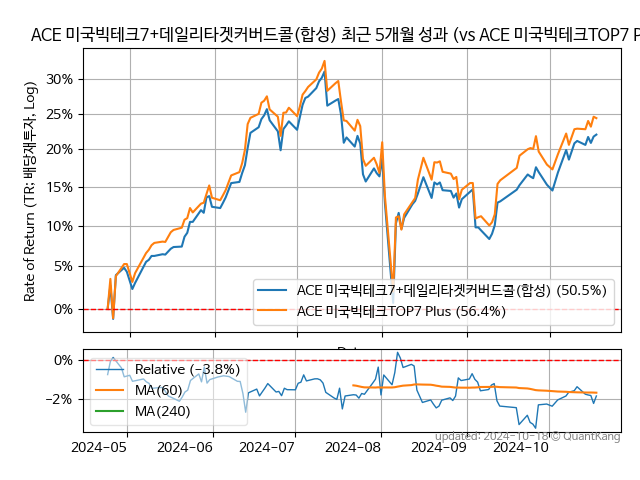 ACE 미국빅테크7+데일리타겟커버드콜(합성) 최근 5개월 성과 (vs ACE 미국빅테크TOP7 P
Rate of Return (TR: 배당재투자, Log)
30%
25%
20%
15%
10%
5%
0%
ACE 미국빅테크7+데일리타겟커버드콜(합성) (50.5%)
ACE 미국빅테크TOP7 Plus (56.4%)
0%
−2%
Relative (−3.8%)
MA(60)
MA(240)
2024-05
2024-06
2024-07
2024-08
2024-09
2024-10
updated: 2024-10-18 © QuantKang